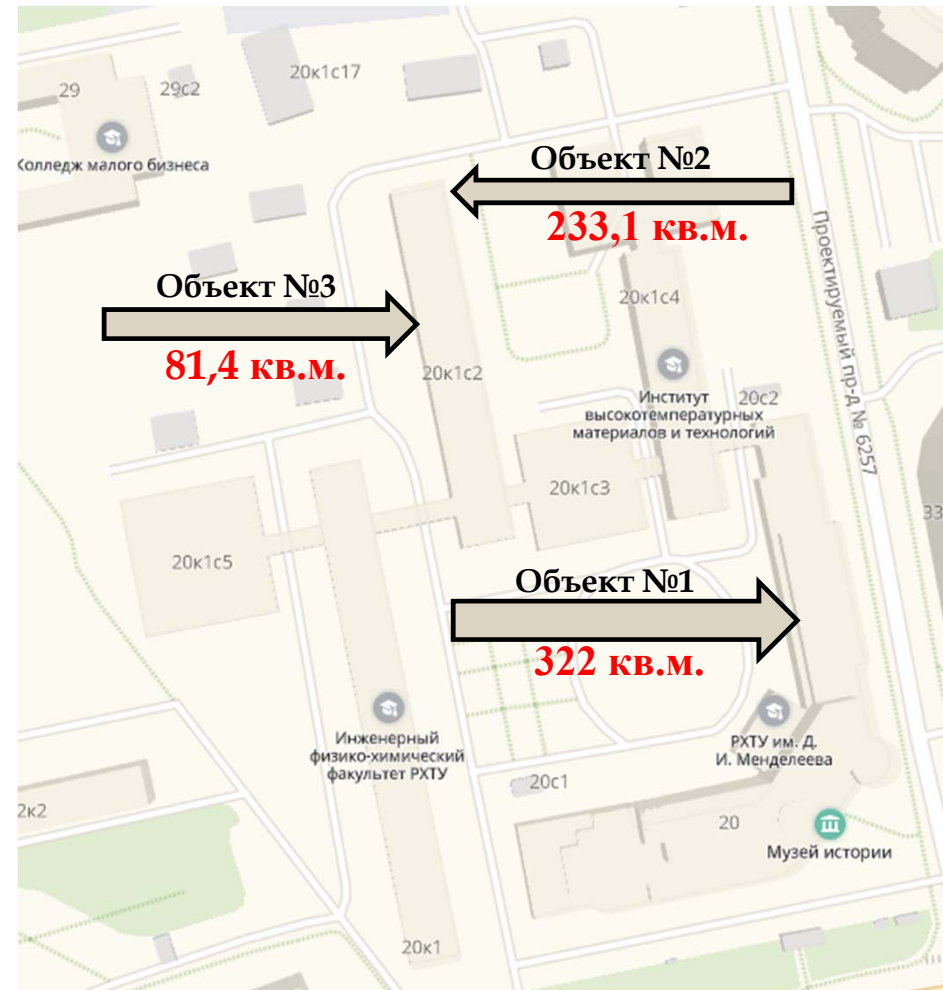 20к1с17
29
29с2
Колледж малого бизнеса
Объект №2
233,1 кв.м.
Проектируемый пр-д № 6257
Объект №3
81,4 кв.м.
20к1с4
20к1с2
Институт
высокотемпературных
материалов и технологий
20с2
20к1с3
33
20к1с5
Объект №1
322 кв.м.
Инженерный
физико-химический
факультет РХТУ
РХТУ им. Д.
И. Менделеева
20с1
2к2
20
Музей истории
20к1